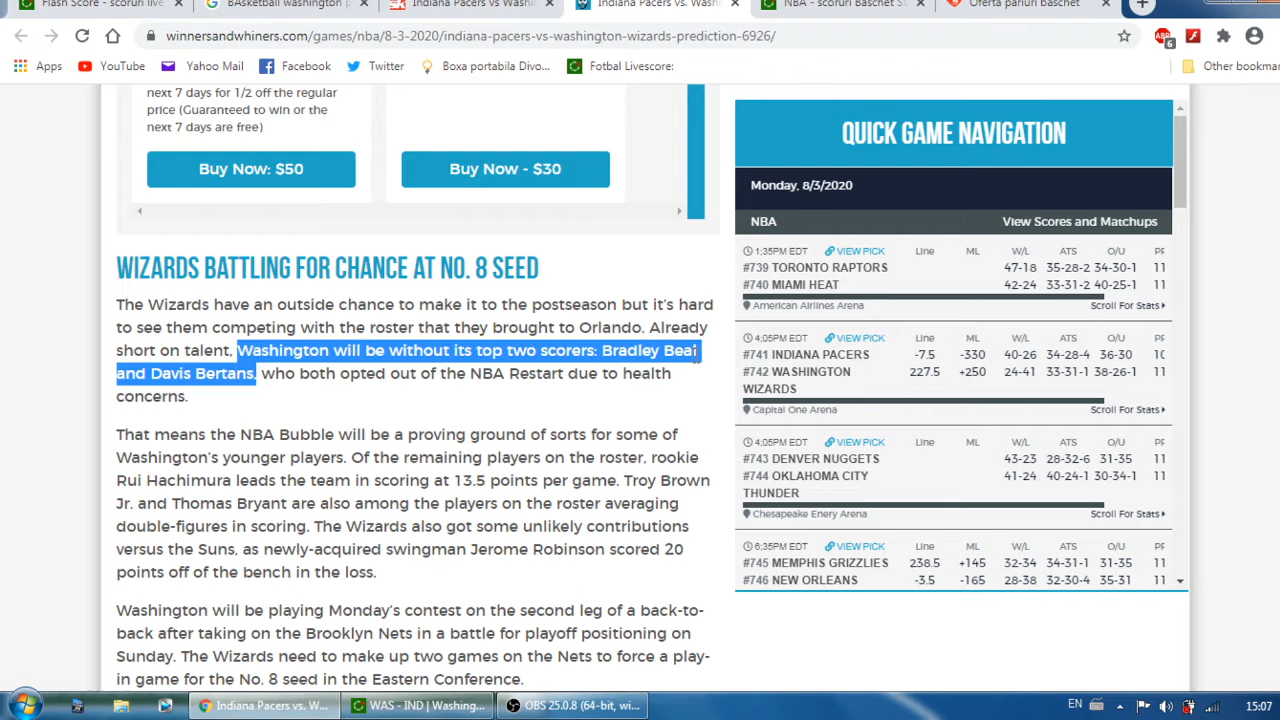 Flash Score - scoruri live
BAsketball washington p
Indiana Pacers vs Washin
Indiana Pacers vs. Wash
NBA - scoruri Baschet SO
Oferta pariuri baschet
winnersandwhiners.com/games/nba/8-3-2020/indiana-pacers-vs-washington-wizards-prediction-6926/
6
Apps
YouTube
Yahoo Mail
Facebook
Twitter
Boxa portabila Divo...
Fotbal Livescore:
Other bookmar
next 7 days for 1/2 off the regular
price (Guaranteed to win or the
next 7 days are free)
Buy Now: $50
Buy Now - $30
WIZARDS BATTLING FOR CHANCE AT NO. 8 SEED
The Wizards have an outside chance to make it to the postseason but it's hard
to see them competing with the roster that they brought to Orlando. Already
short on talent, Washington will be without its top two scorers: Bradley Beal
and Davis Bertans, who both opted out of the NBA Restart due to health
concerns.
That means the NBA Bubble will be a proving ground of sorts for some of
Washington's younger players. Of the remaining players on the roster, rookie
Rui Hachimura leads the team in scoring at 13.5 points per game. Troy Brown
Jr. and Thomas Bryant are also among the players on the roster averaging
double-figures in scoring. The Wizards also got some unlikely contributions
versus the Suns, as newly-acquired swingman Jerome Robinson scored 20
points off of the bench in the loss.
Washington will be playing Monday's contest on the second leg of a back-to-
back after taking on the Brooklyn Nets in a battle for playoff positioning on
Sunday. The Wizards need to make up two games on the Nets to force a play-
in game for the No. 8 seed in the Eastern Conference.
QUICK GAME NAVIGATION
Monday, 8/3/2020
NBA View Scores and Matchups
1:35PM EDT VIEW PICK Line ML W/L ATS O/U PF
#739 TORONTO RAPTORS 47-18 35-28-2 34-30-1 11
#740 MIAMI HEAT 42-24 33-31-2 40-25-1 11
American Airlines Arena Scroll For Stats
4:05PM EDT VIEW PICK Line ML W/L ATS O/U PF
#741 INDIANA PACERS -7.5 -330 40-26 34-28-4 36-30 10
#742 WASHINGTON 227.5 +250 24-41 33-31-1 38-26-1 11
WIZARDS
Capital One Arena Scroll For Stats
4:05PM EDT VIEW PICK Line ML W/L ATS O/U PF
#743 DENVER NUGGETS 43-23 28-32-6 31-35 11
#744 OKLAHOMA CITY 41-24 40-24-1 30-34-1 11
THUNDER
Chesapeake Enery Arena Scroll For Stats
6:35PM EDT VIEW PICK Line ML W/L ATS O/U PF
#745 MEMPHIS GRIZZLIES 238.5 +145 32-34 34-31-1 31-35 11
#746 NEW ORLEANS -3.5 -165 28-38 32-30-4 35-31 11
Indiana Pacers vs. W...
WAS - IND | Washing...
OBS 25.0.8 (64-bit, wi...
EN
15:07